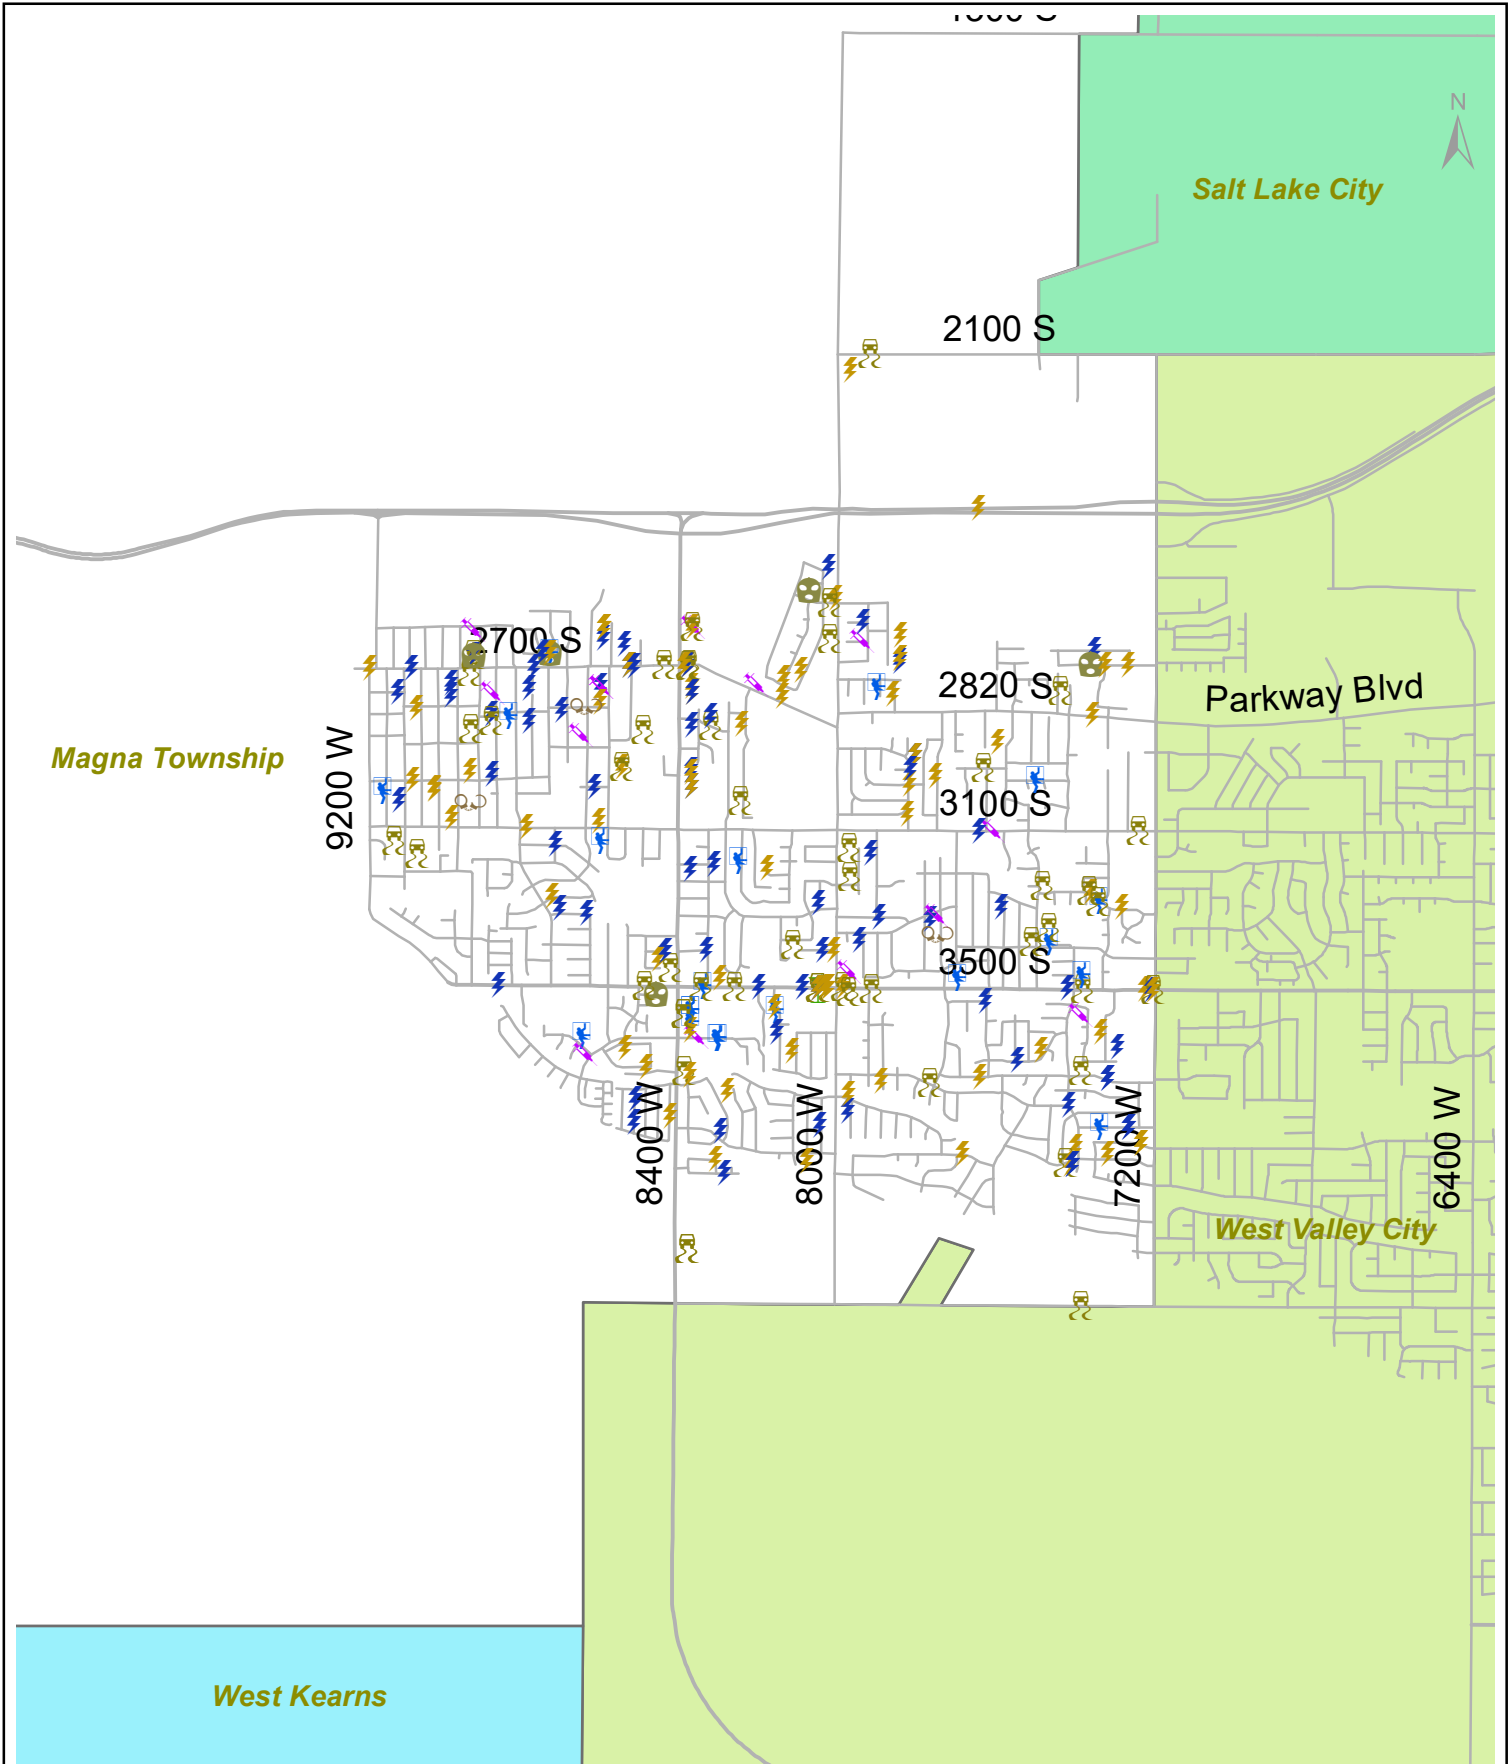 N
Salt Lake City
2100 S
2700 S
2820 S
Parkway Blvd
Magna Township
9200 W
3100 S
3500 S
8400 W
8000 W
7200 W
6400 W
West Valley City
West Kearns